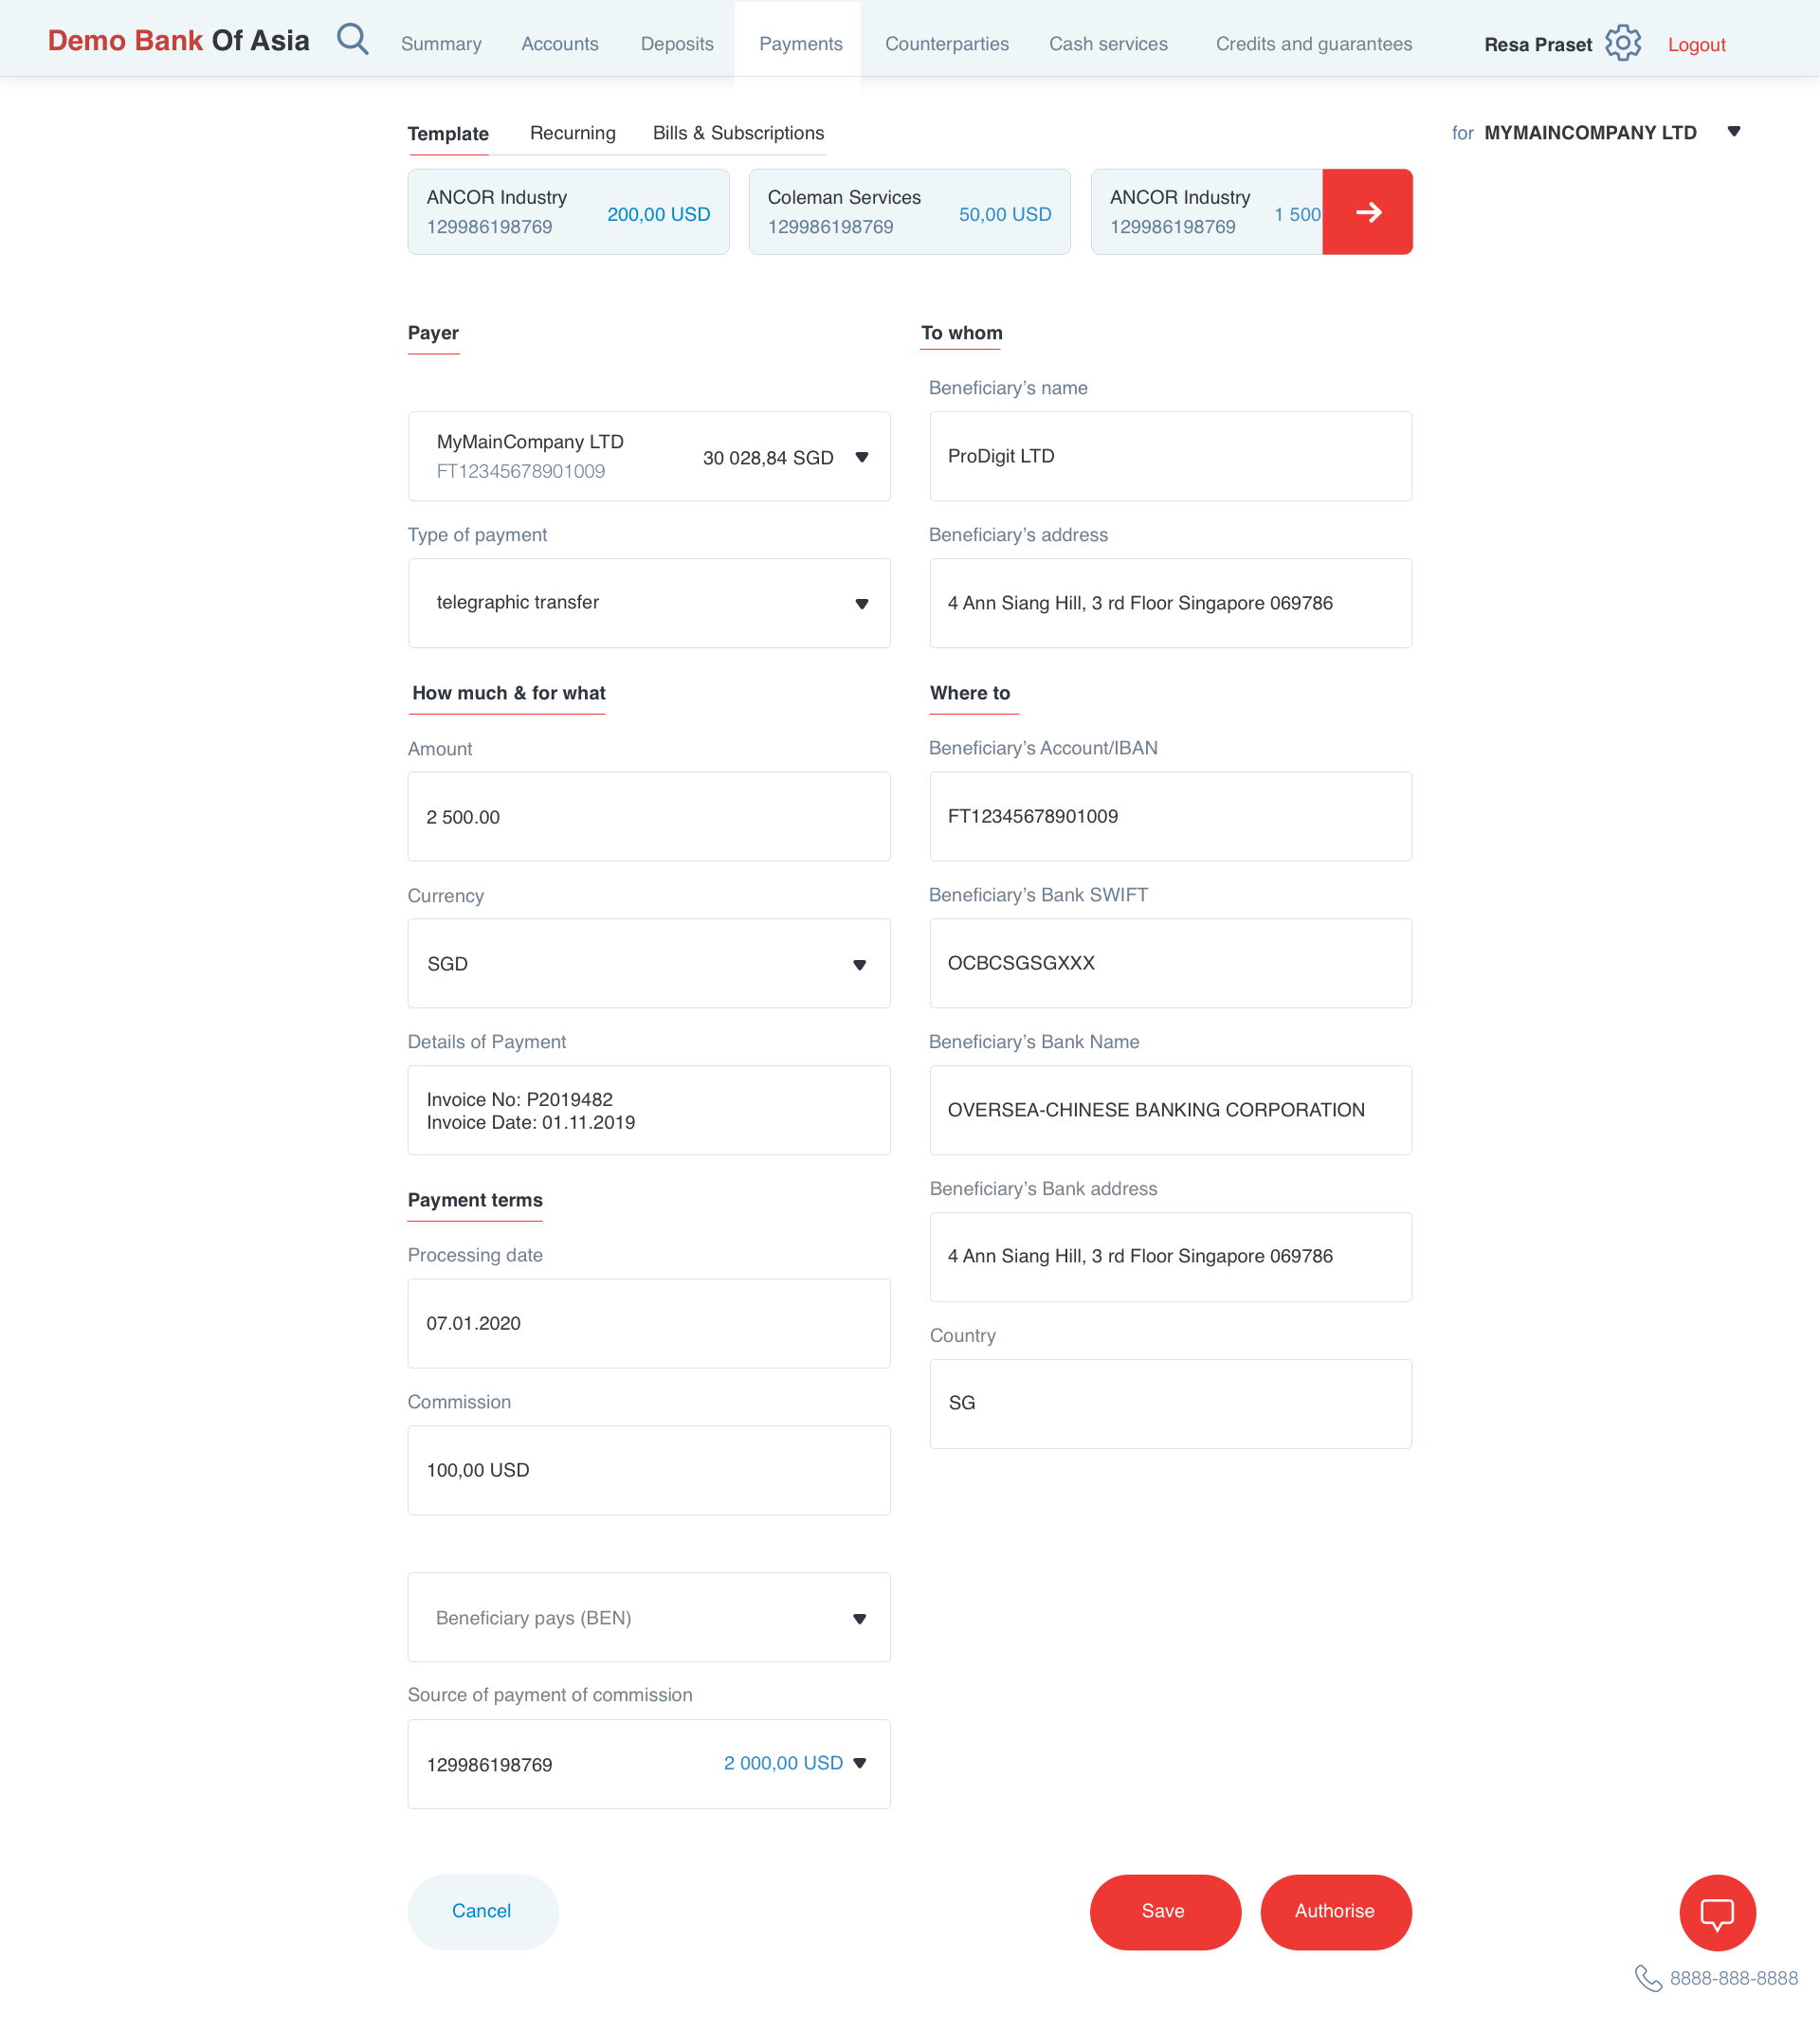 Demo Bank Of Asia
Summary
Accounts
Deposits
Payments
Counterparties
Cash services
Credits and guarantees
Resa Praset
Logout
Template
Recurring
Bills & Subscriptions
for MYMAINCOMPANY LTD
ANCOR Industry
129986198769
200,00 USD
Coleman Services
129986198769
50,00 USD
ANCOR Industry
129986198769
1 500
Payer
MyMainCompany LTD
FT12345678901009
30 028,84 SGD
Type of payment
telegraphic transfer
To whom
Beneficiary’s name
ProDigit LTD
Beneficiary’s address
4 Ann Siang Hill, 3 rd Floor Singapore 069786
How much & for what
Amount
2 500.00
Currency
SGD
Details of Payment
Invoice No: P2019482
Invoice Date: 01.11.2019
Where to
Beneficiary’s Account/IBAN
FT12345678901009
Beneficiary’s Bank SWIFT
OCBCSGSGXXX
Beneficiary’s Bank Name
OVERSEA-CHINESE BANKING CORPORATION
Beneficiary’s Bank address
4 Ann Siang Hill, 3 rd Floor Singapore 069786
Country
SG
Payment terms
Processing date
07.01.2020
Commission
100,00 USD
Beneficiary pays (BEN)
Source of payment of commission
129986198769
2 000,00 USD
Cancel
Save
Authorise
8888-888-8888